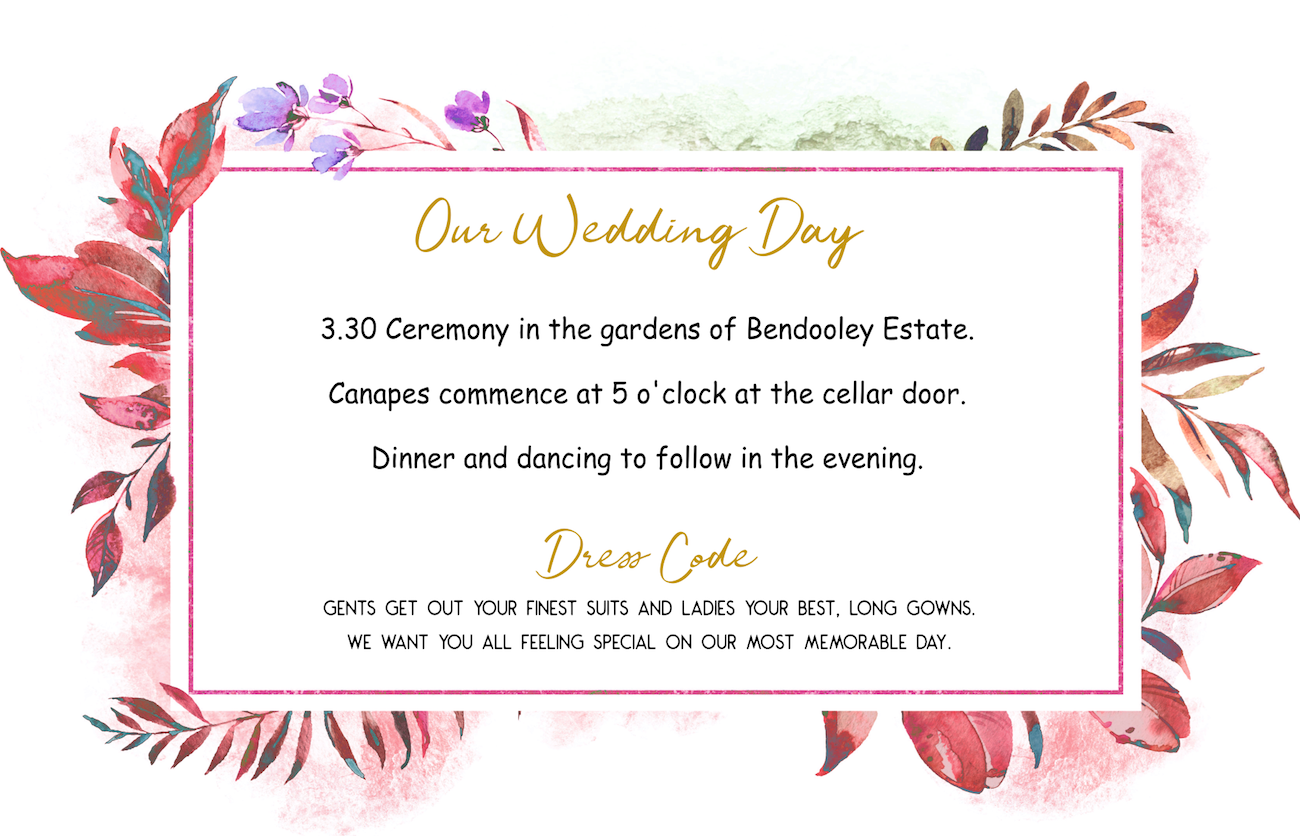 Our Wedding Day
3.30 Ceremony in the gardens of Bendooley Estate.
Canapes commence at 5 o'clock at the cellar door.
Dinner and dancing to follow in the evening.
Dress Code
GENTS GET OUT YOUR FINEST SUITS AND LADIES YOUR BEST, LONG GOWNS.
WE WANT YOU ALL FEELING SPECIAL ON OUR MOST MEMORABLE DAY.